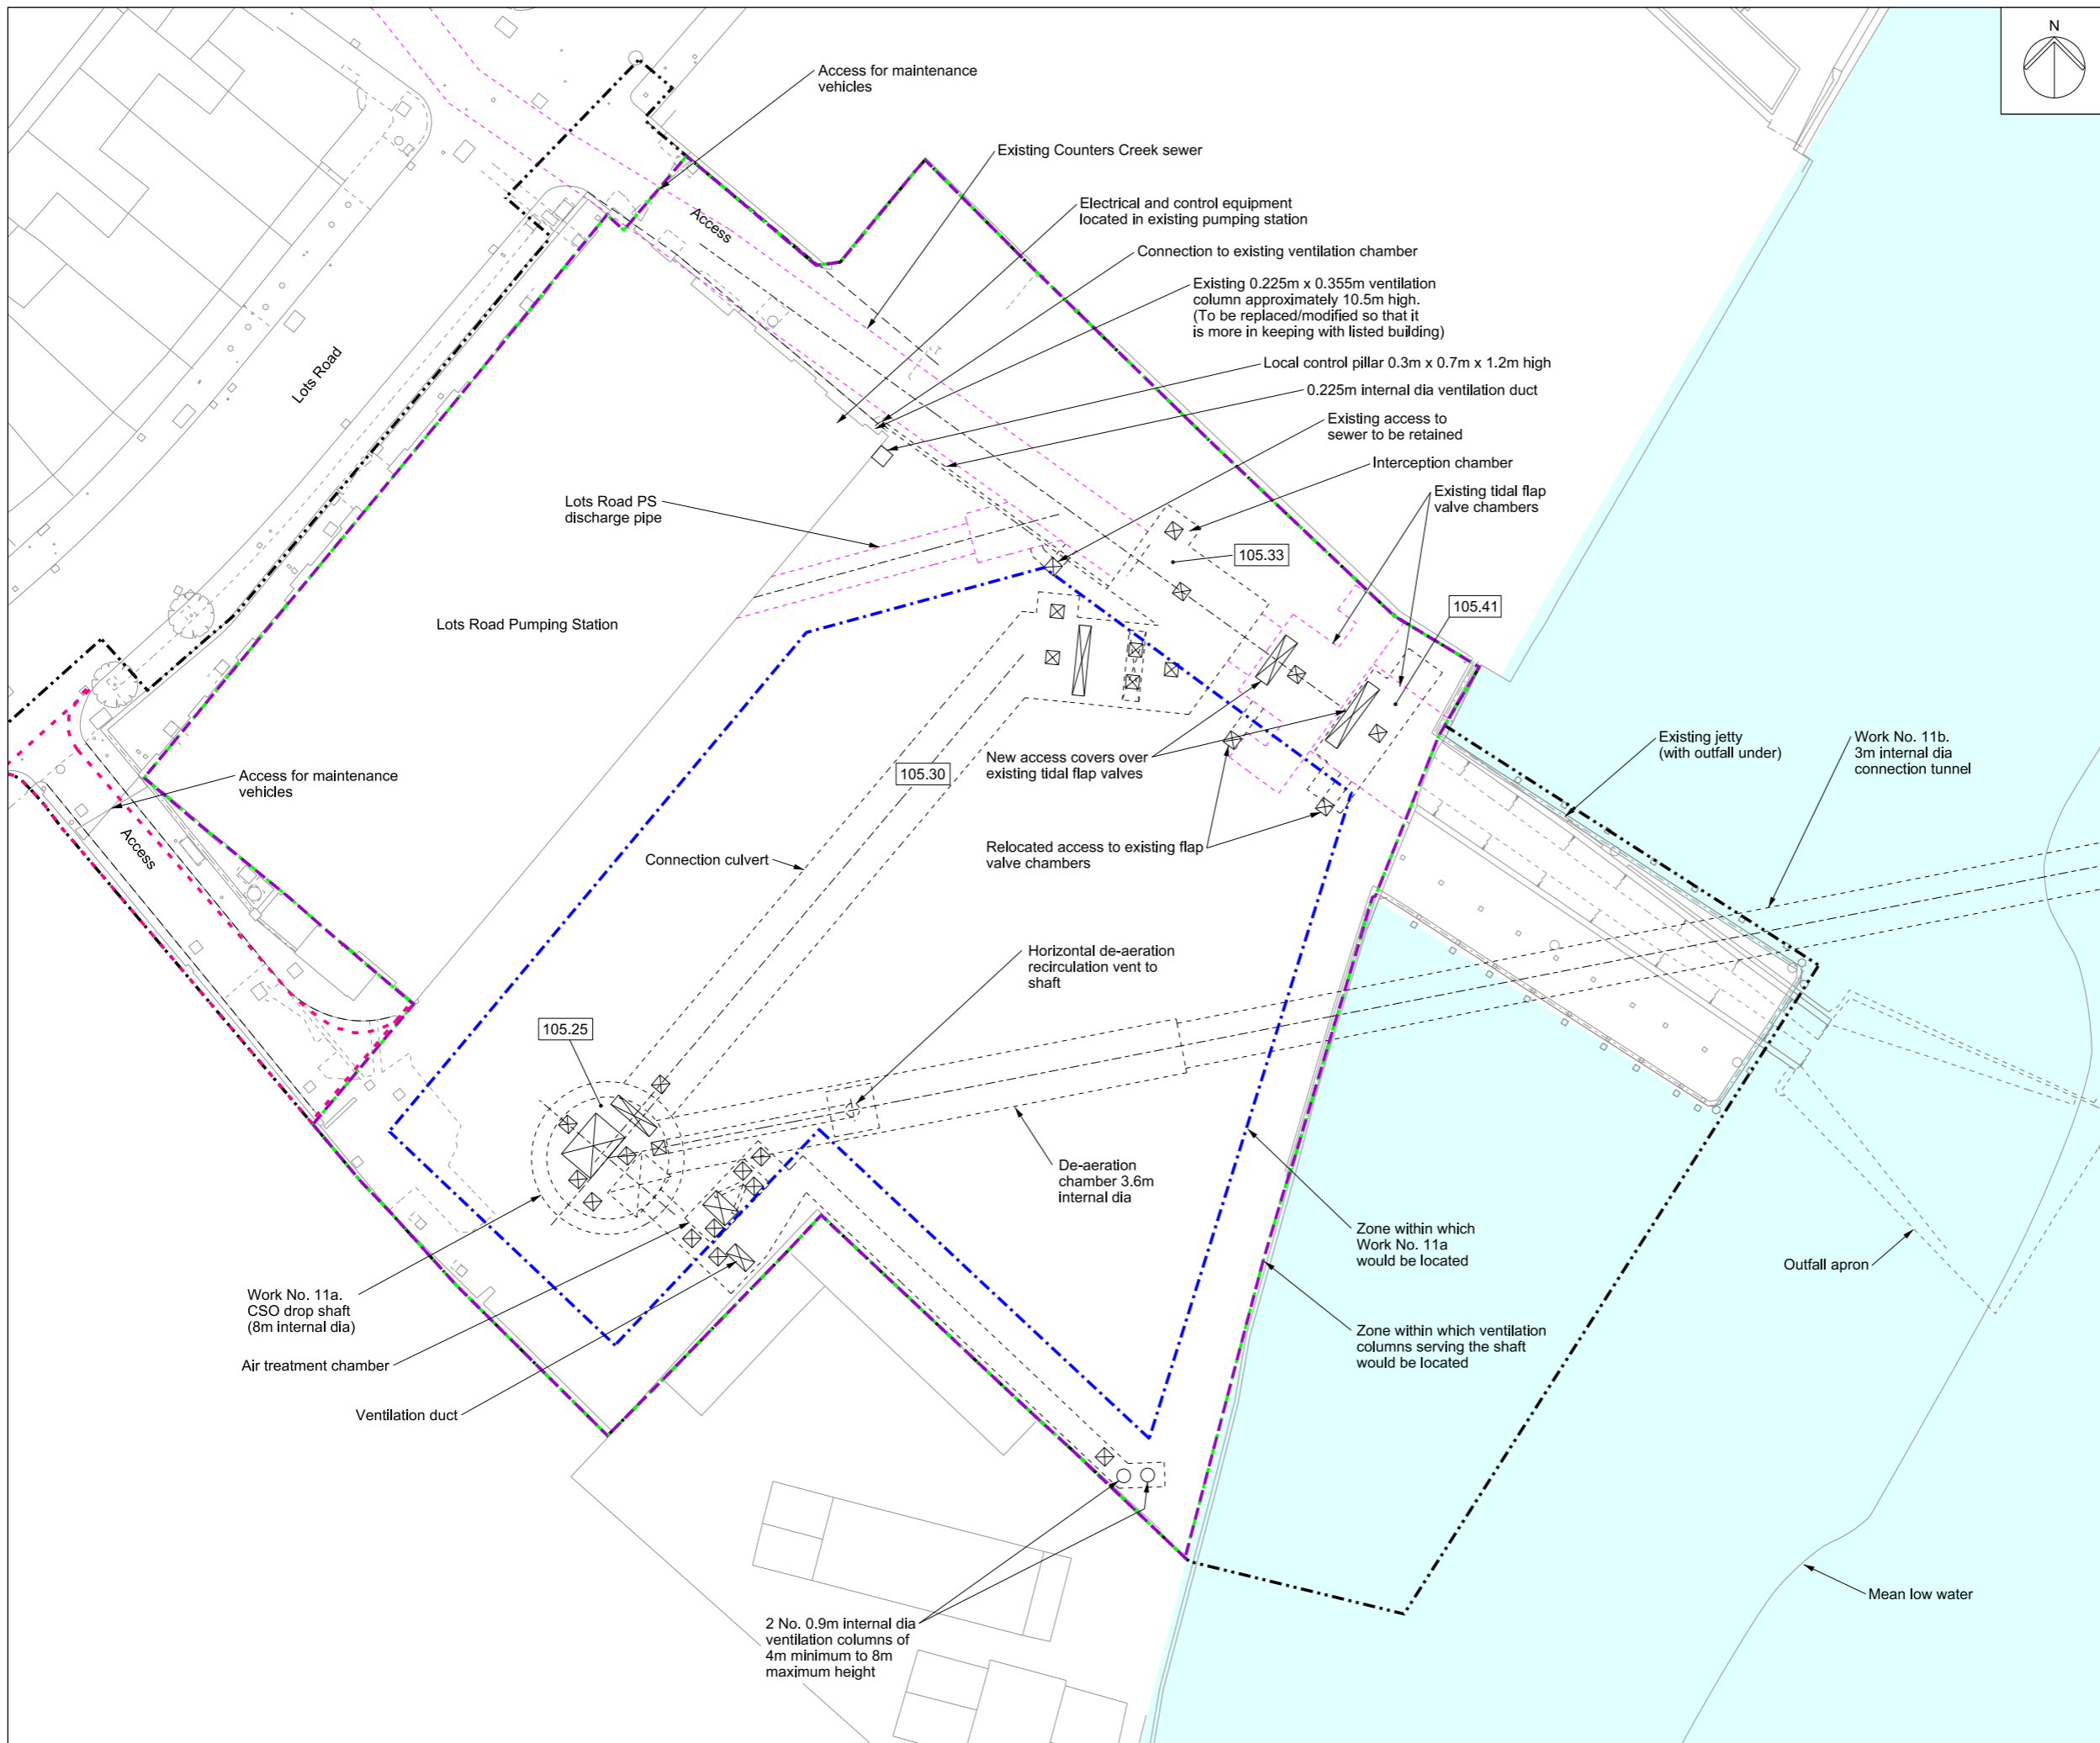 N
Access for maintenance
vehicles
Existing Counters Creek sewer
Electrical and control equipment
located in existing pumping station
Access
Connection to existing ventilation chamber
Existing 0.225m x 0.355m ventilation
column approximately 10.5m high.
(To be replaced/modified so that it
is more in keeping with listed building)
Lots Road
Local control pillar 0.3m x 0.7m x 1.2m high
0.225m internal dia ventilation duct
Existing access to
sewer to be retained
Interception chamber
Existing tidal flap
valve chambers
Lots Road PS
discharge pipe
105.33
105.41
Lots Road Pumping Station
Existing jetty
(with outfall under)
Work No. 11b.
3m internal dia
connection tunnel
New access covers over
existing tidal flap valves
105.30
Access for maintenance
vehicles
Access
Relocated access to existing flap
valve chambers
Connection culvert
Horizontal de-aeration
recirculation vent to
shaft
105.25
De-aeration
chamber 3.6m
internal dia
Zone within which
Work No. 11a
would be located
Outfall apron
Work No. 11a.
CSO drop shaft
(8m internal dia)
Zone within which ventilation
columns serving the shaft
would be located
Air treatment chamber
Ventilation duct
Mean low water
2 No. 0.9m internal dia
ventilation columns of
4m minimum to 8m
maximum height